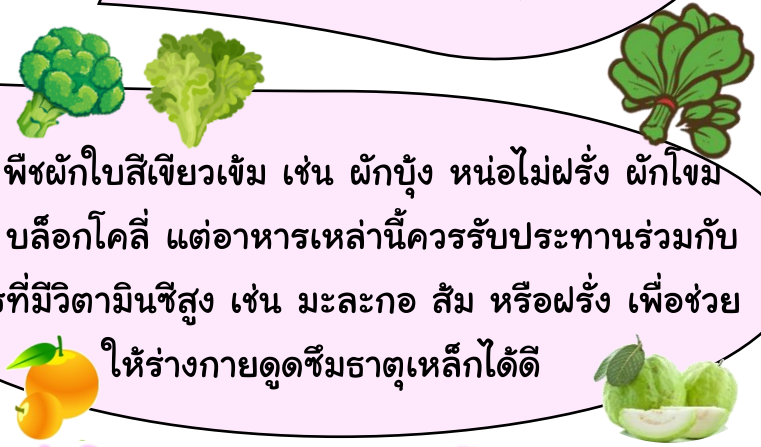 พืชผักใบสีเขียวเข้ม เช่น ผักบุ้ง หน่อไม่ฝรั่ง ผักโขม
บล็อกโคลี่ แต่อาหารเหล่านี้ควรรับประทานร่วมกับ
ที่มีวิตามินซีสูง เช่น มะละกอ ส้ม หรือฝรั่ง เพื่อช่วย
ให้ร่างกายดูดซึมธาตุเหล็กได้ดี